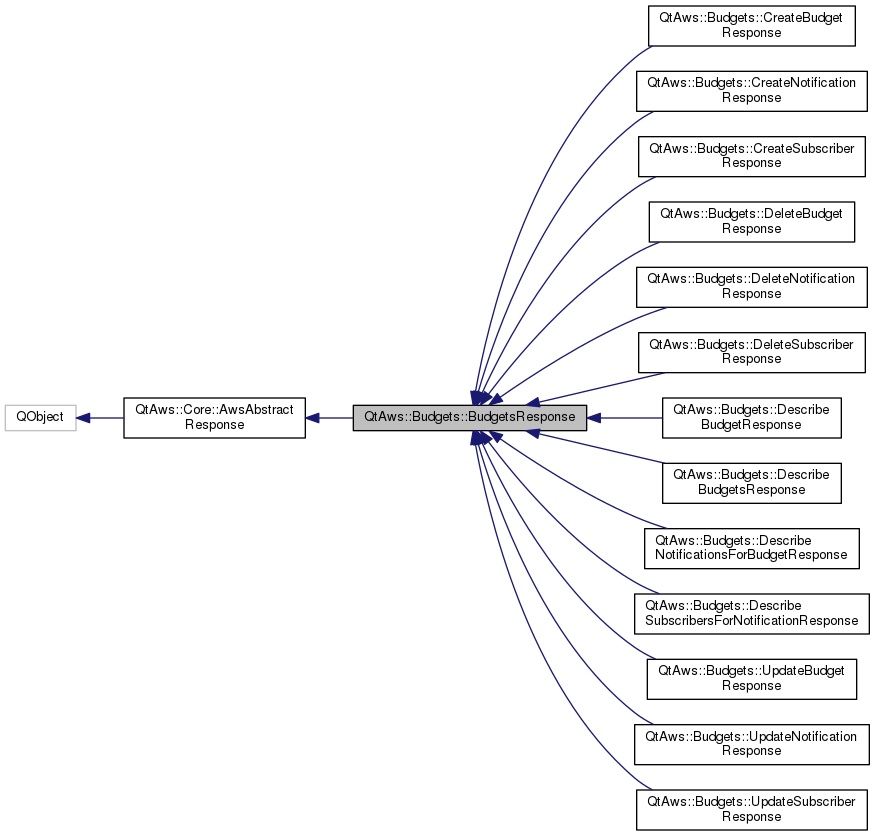 QtAws::Budgets::CreateBudget
Response
QtAws::Budgets::CreateNotification
Response
QtAws::Budgets::CreateSubscriber
Response
QtAws::Budgets::DeleteBudget
Response
QtAws::Budgets::DeleteNotification
Response
QtAws::Budgets::DeleteSubscriber
Response
QObject
QtAws::Core::AwsAbstract
Response
QtAws::Budgets::BudgetsResponse
QtAws::Budgets::Describe
BudgetResponse
QtAws::Budgets::Describe
BudgetsResponse
QtAws::Budgets::Describe
NotificationsForBudgetResponse
QtAws::Budgets::Describe
SubscribersForNotificationResponse
QtAws::Budgets::UpdateBudget
Response
QtAws::Budgets::UpdateNotification
Response
QtAws::Budgets::UpdateSubscriber
Response